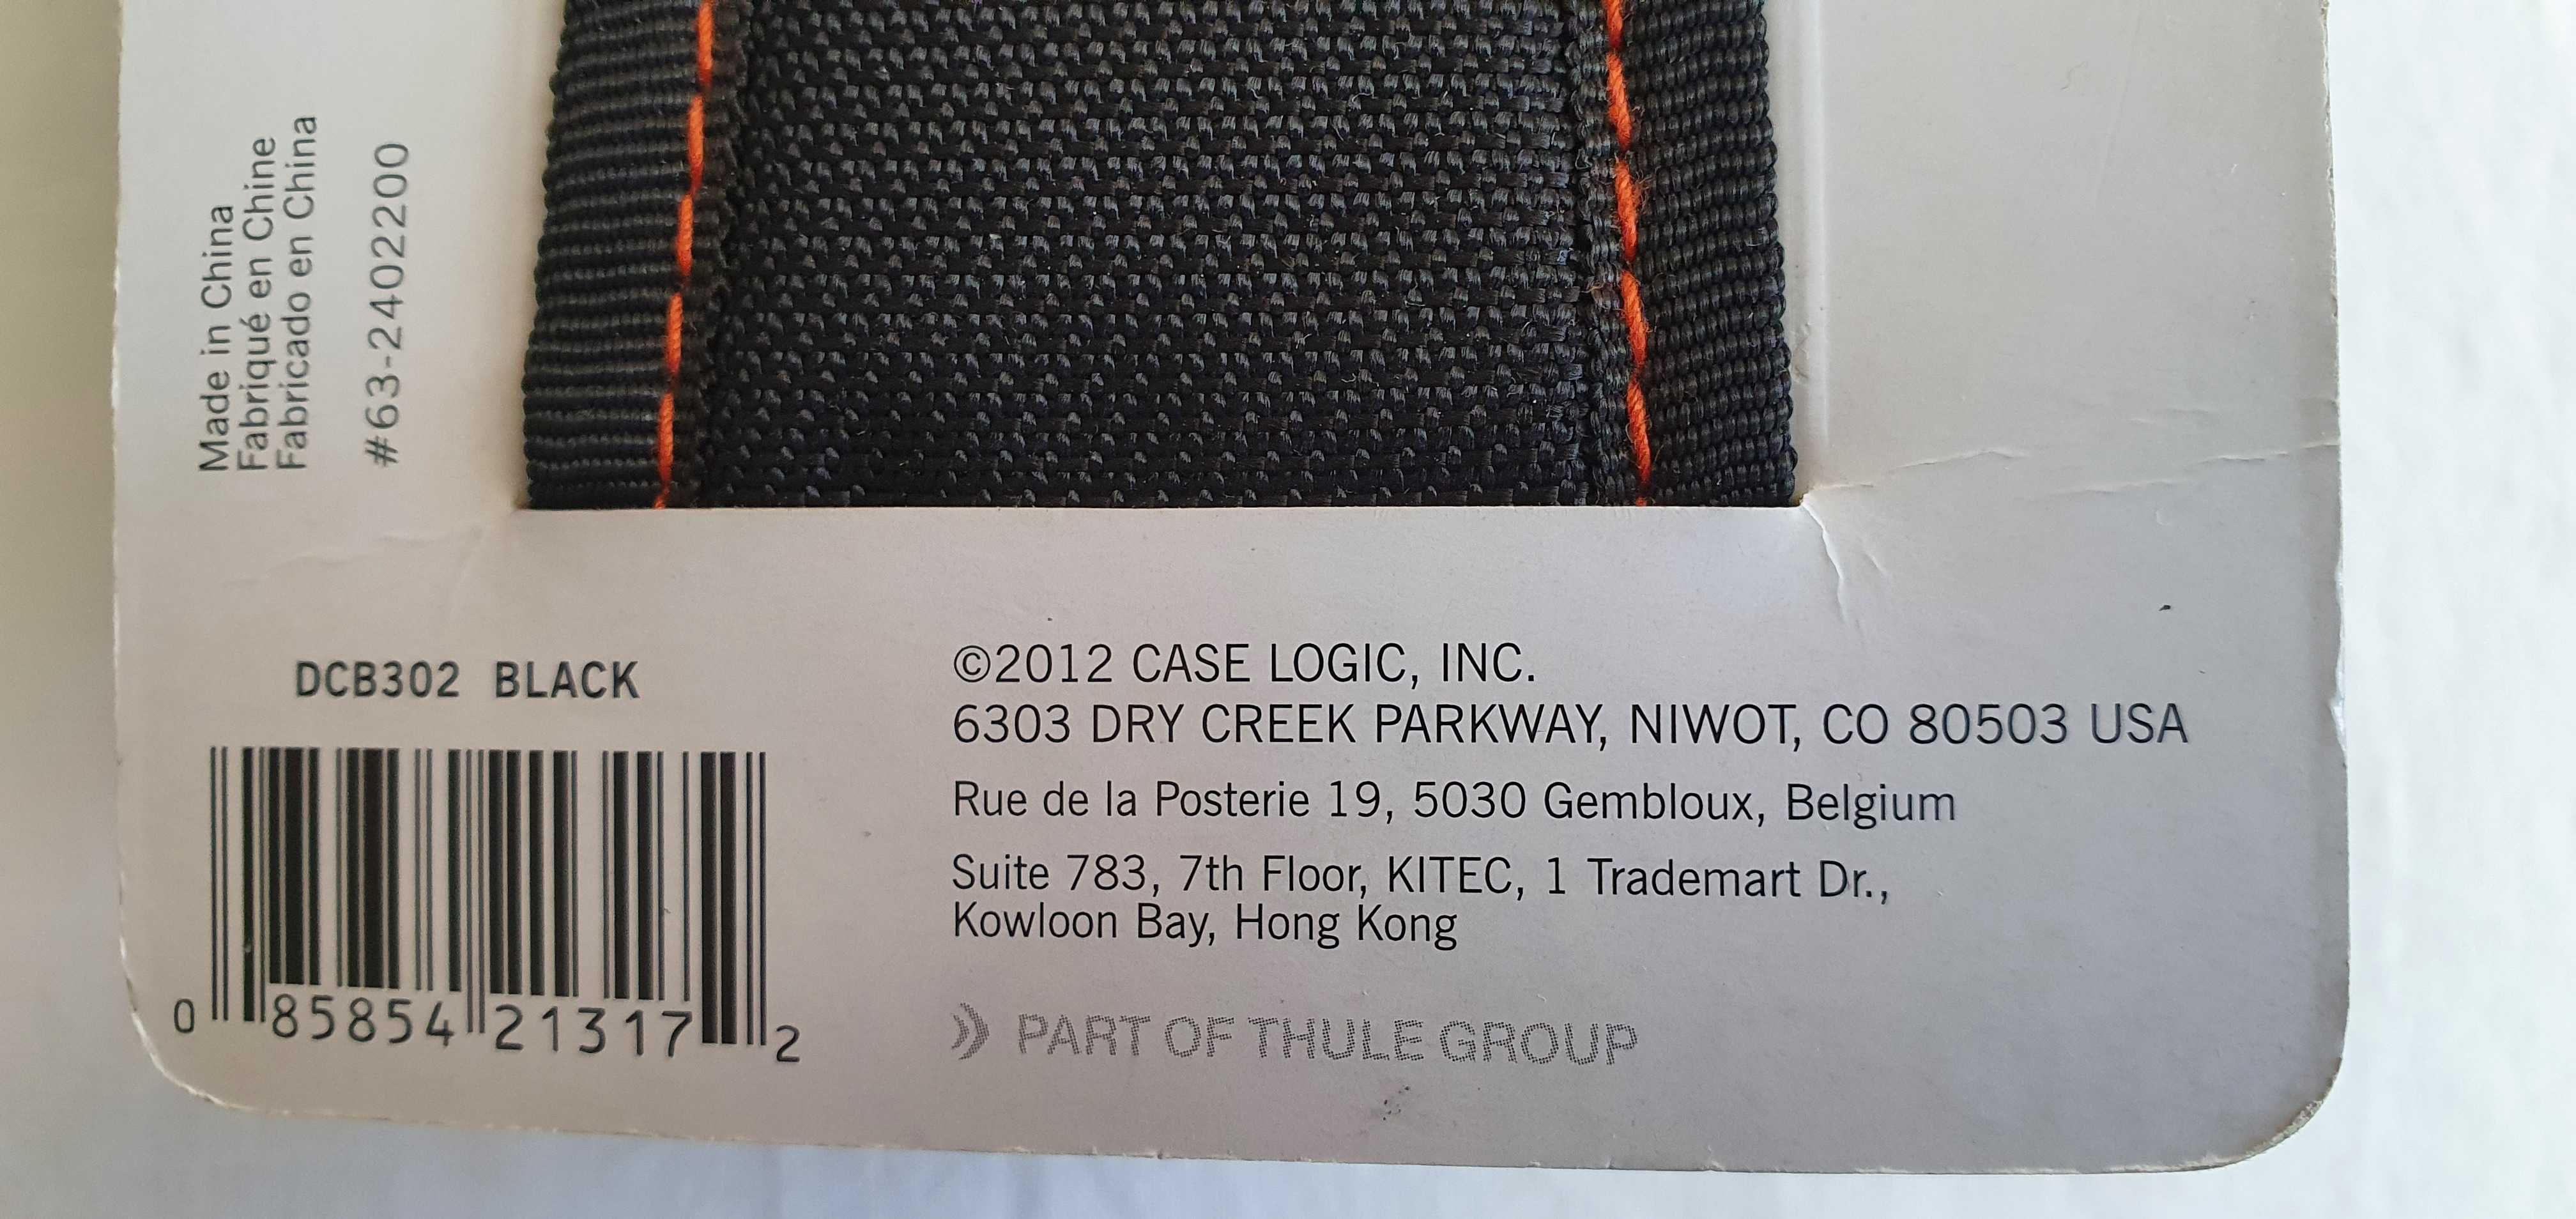 Made in China
Fabriqué en Chine
Fabricado en China
#63-2402200
DCB302 BLACK
0 85854 21317 2
©2012 CASE LOGIC, INC.
6303 DRY CREEK PARKWAY, NIWOT, CO 80503 USA
Rue de la Posterie 19, 5030 Gembloux, Belgium
Suite 783, 7th Floor, KITEC, 1 Trademart Dr.,
Kowloon Bay, Hong Kong
PART OF THULE GROUP